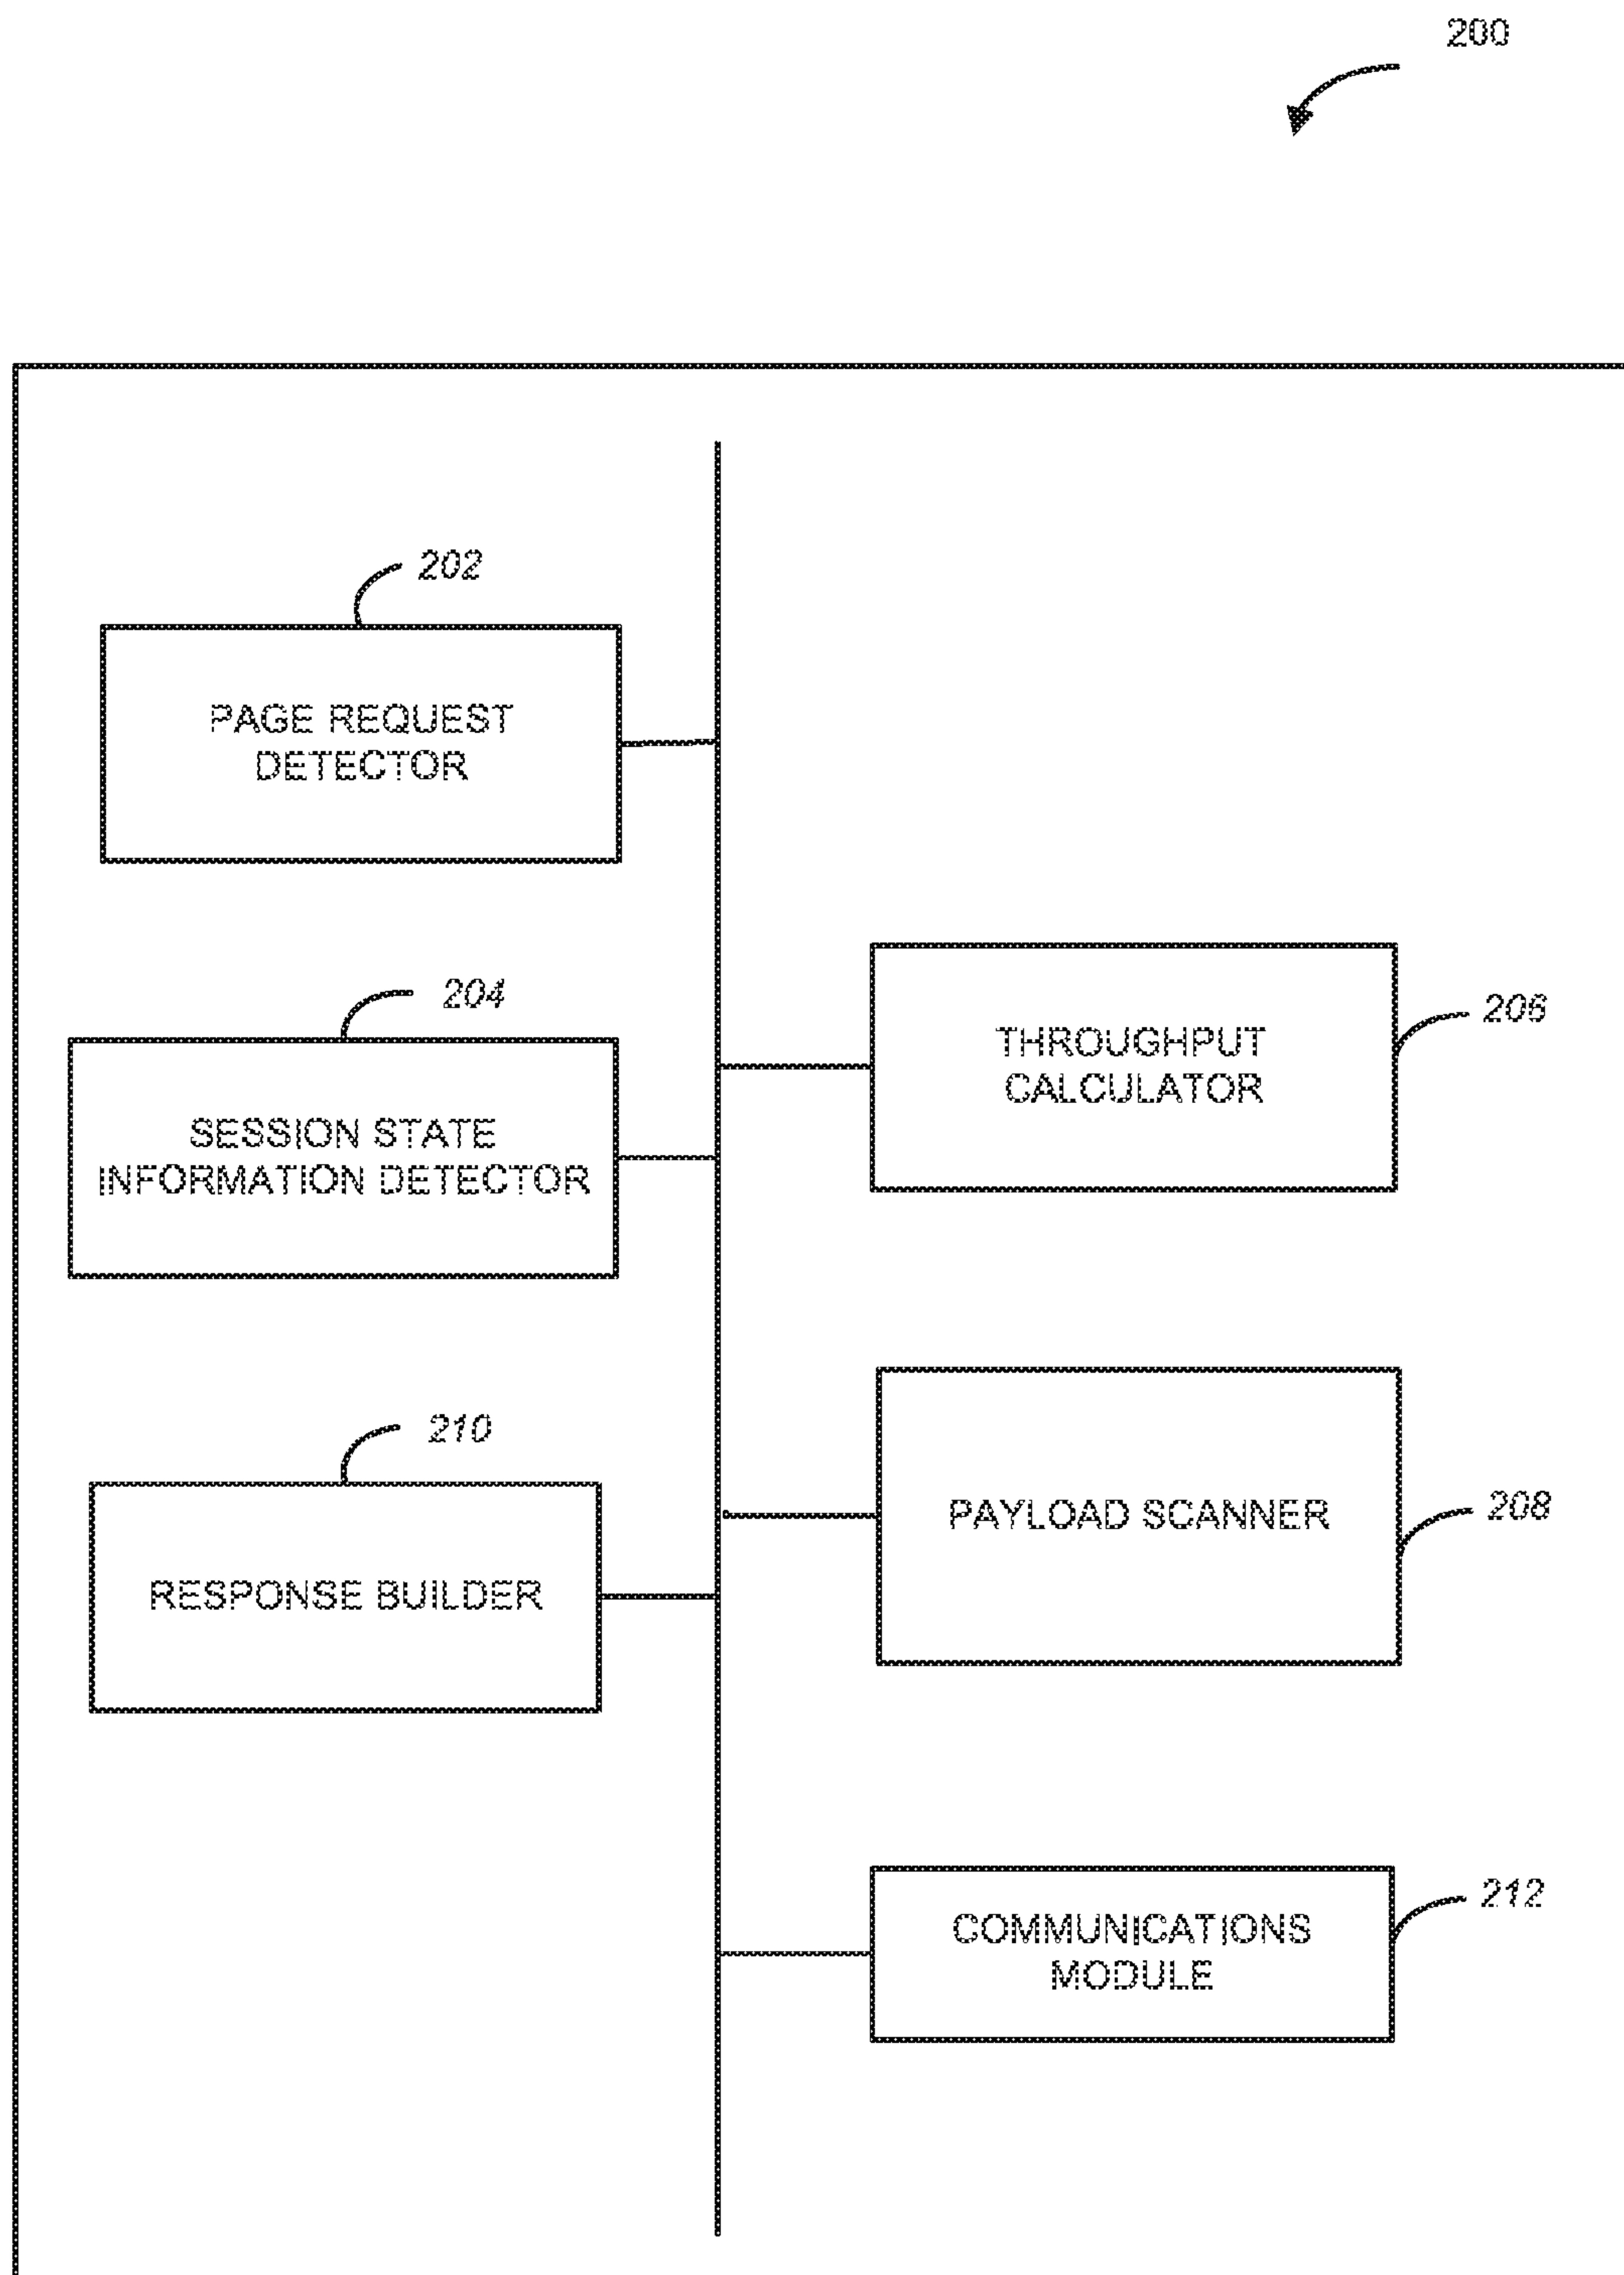 200
202
PAGE REQUEST
DETECTOR
204
SESSION STATE
INFORMATION DETECTOR
206
THROUGHPUT
CALCULATOR
210
RESPONSE BUILDER
208
PAYLOAD SCANNER
212
COMMUNICATIONS
MODULE